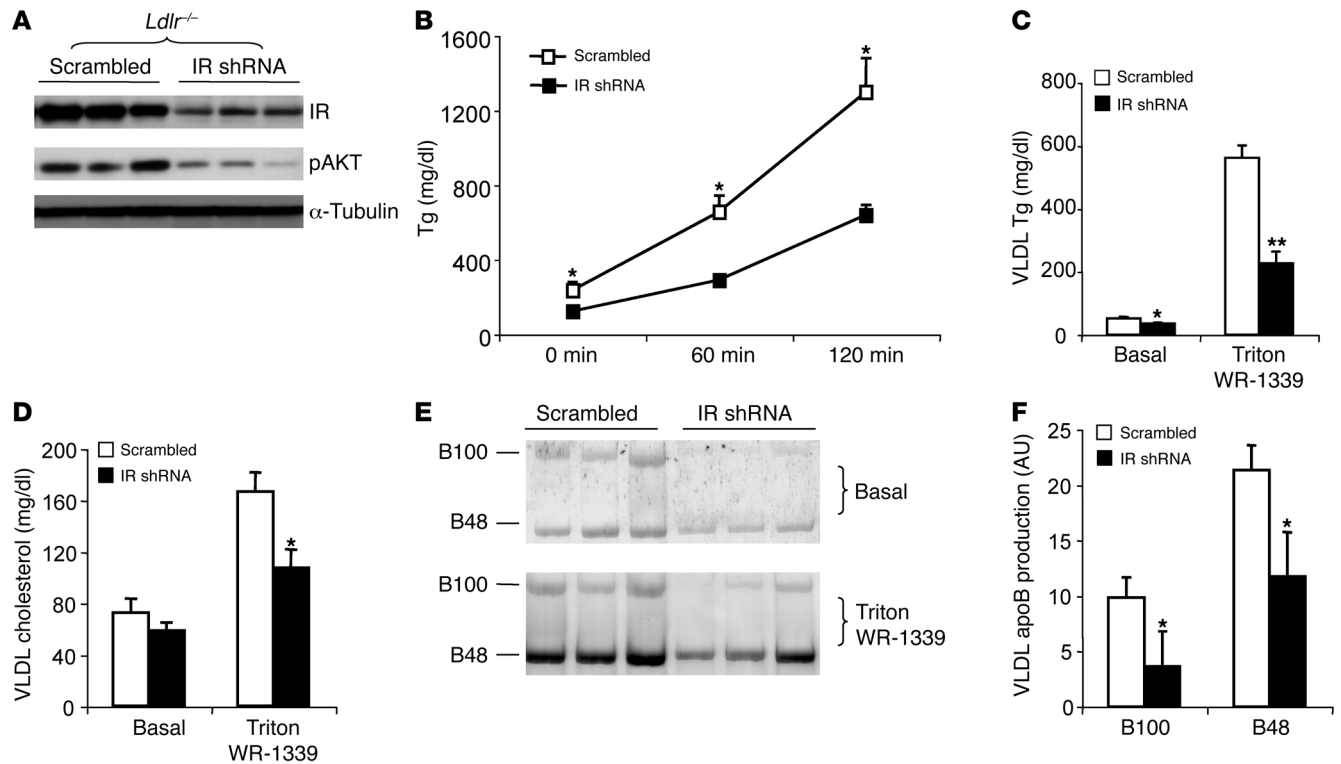 A
Ldlr–/–
Scrambled IR shRNA
IR
pAKT
α-Tubulin
B
1600
1200
800
400
0
Tg (mg/dl)
Scrambled
IR shRNA
*
*
*
0 min 60 min 120 min
C
800
600
400
200
0
VLDL Tg (mg/dl)
Scrambled
IR shRNA
*
**
Basal Triton
WR-1339
D
200
160
120
80
40
0
VLDL cholesterol (mg/dl)
Scrambled
IR shRNA
*
Basal Triton
WR-1339
E
Scrambled IR shRNA
B100
B48
Basal
B100
B48
Triton
WR-1339
F
25
20
15
10
5
0
VLDL apoB production (AU)
Scrambled
IR shRNA
*
*
B100 B48